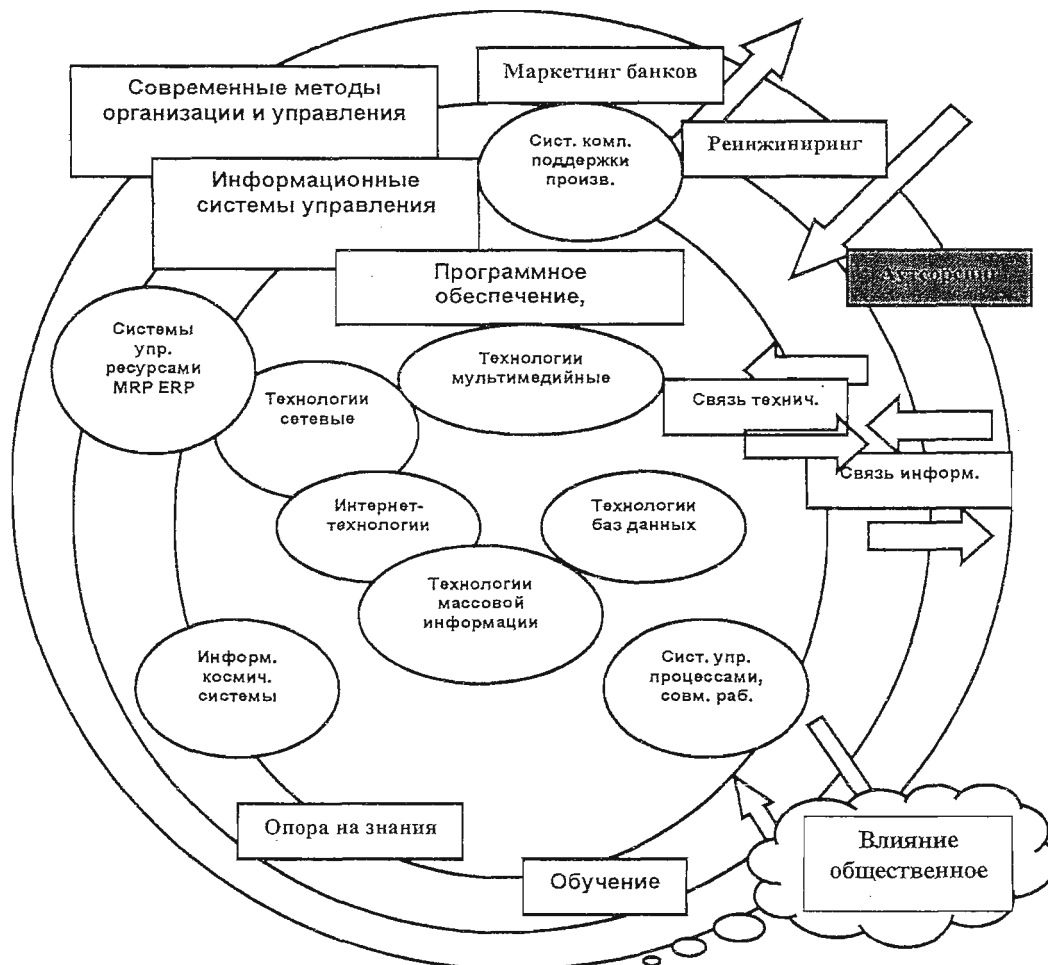 Современные методы
организации и управления
Маркетинг банков
Сист. комп.
поддержки
произв.
Реинжиниринг
Информационные
системы управления
Программное
обеспечение,
Аутсорсинг
Системы
упр.
ресурсами
MRP ERP
Технологии
мультимедийные
Технологии
сетевые
Связь технич.
Связь информ.
Интернет-
технологии
Технологии
баз данных
Технологии
массовой
информации
Информ.
космич.
системы
Сист. упр.
процессами,
совм. раб.
Опора на знания
Обучение
Влияние
общественное